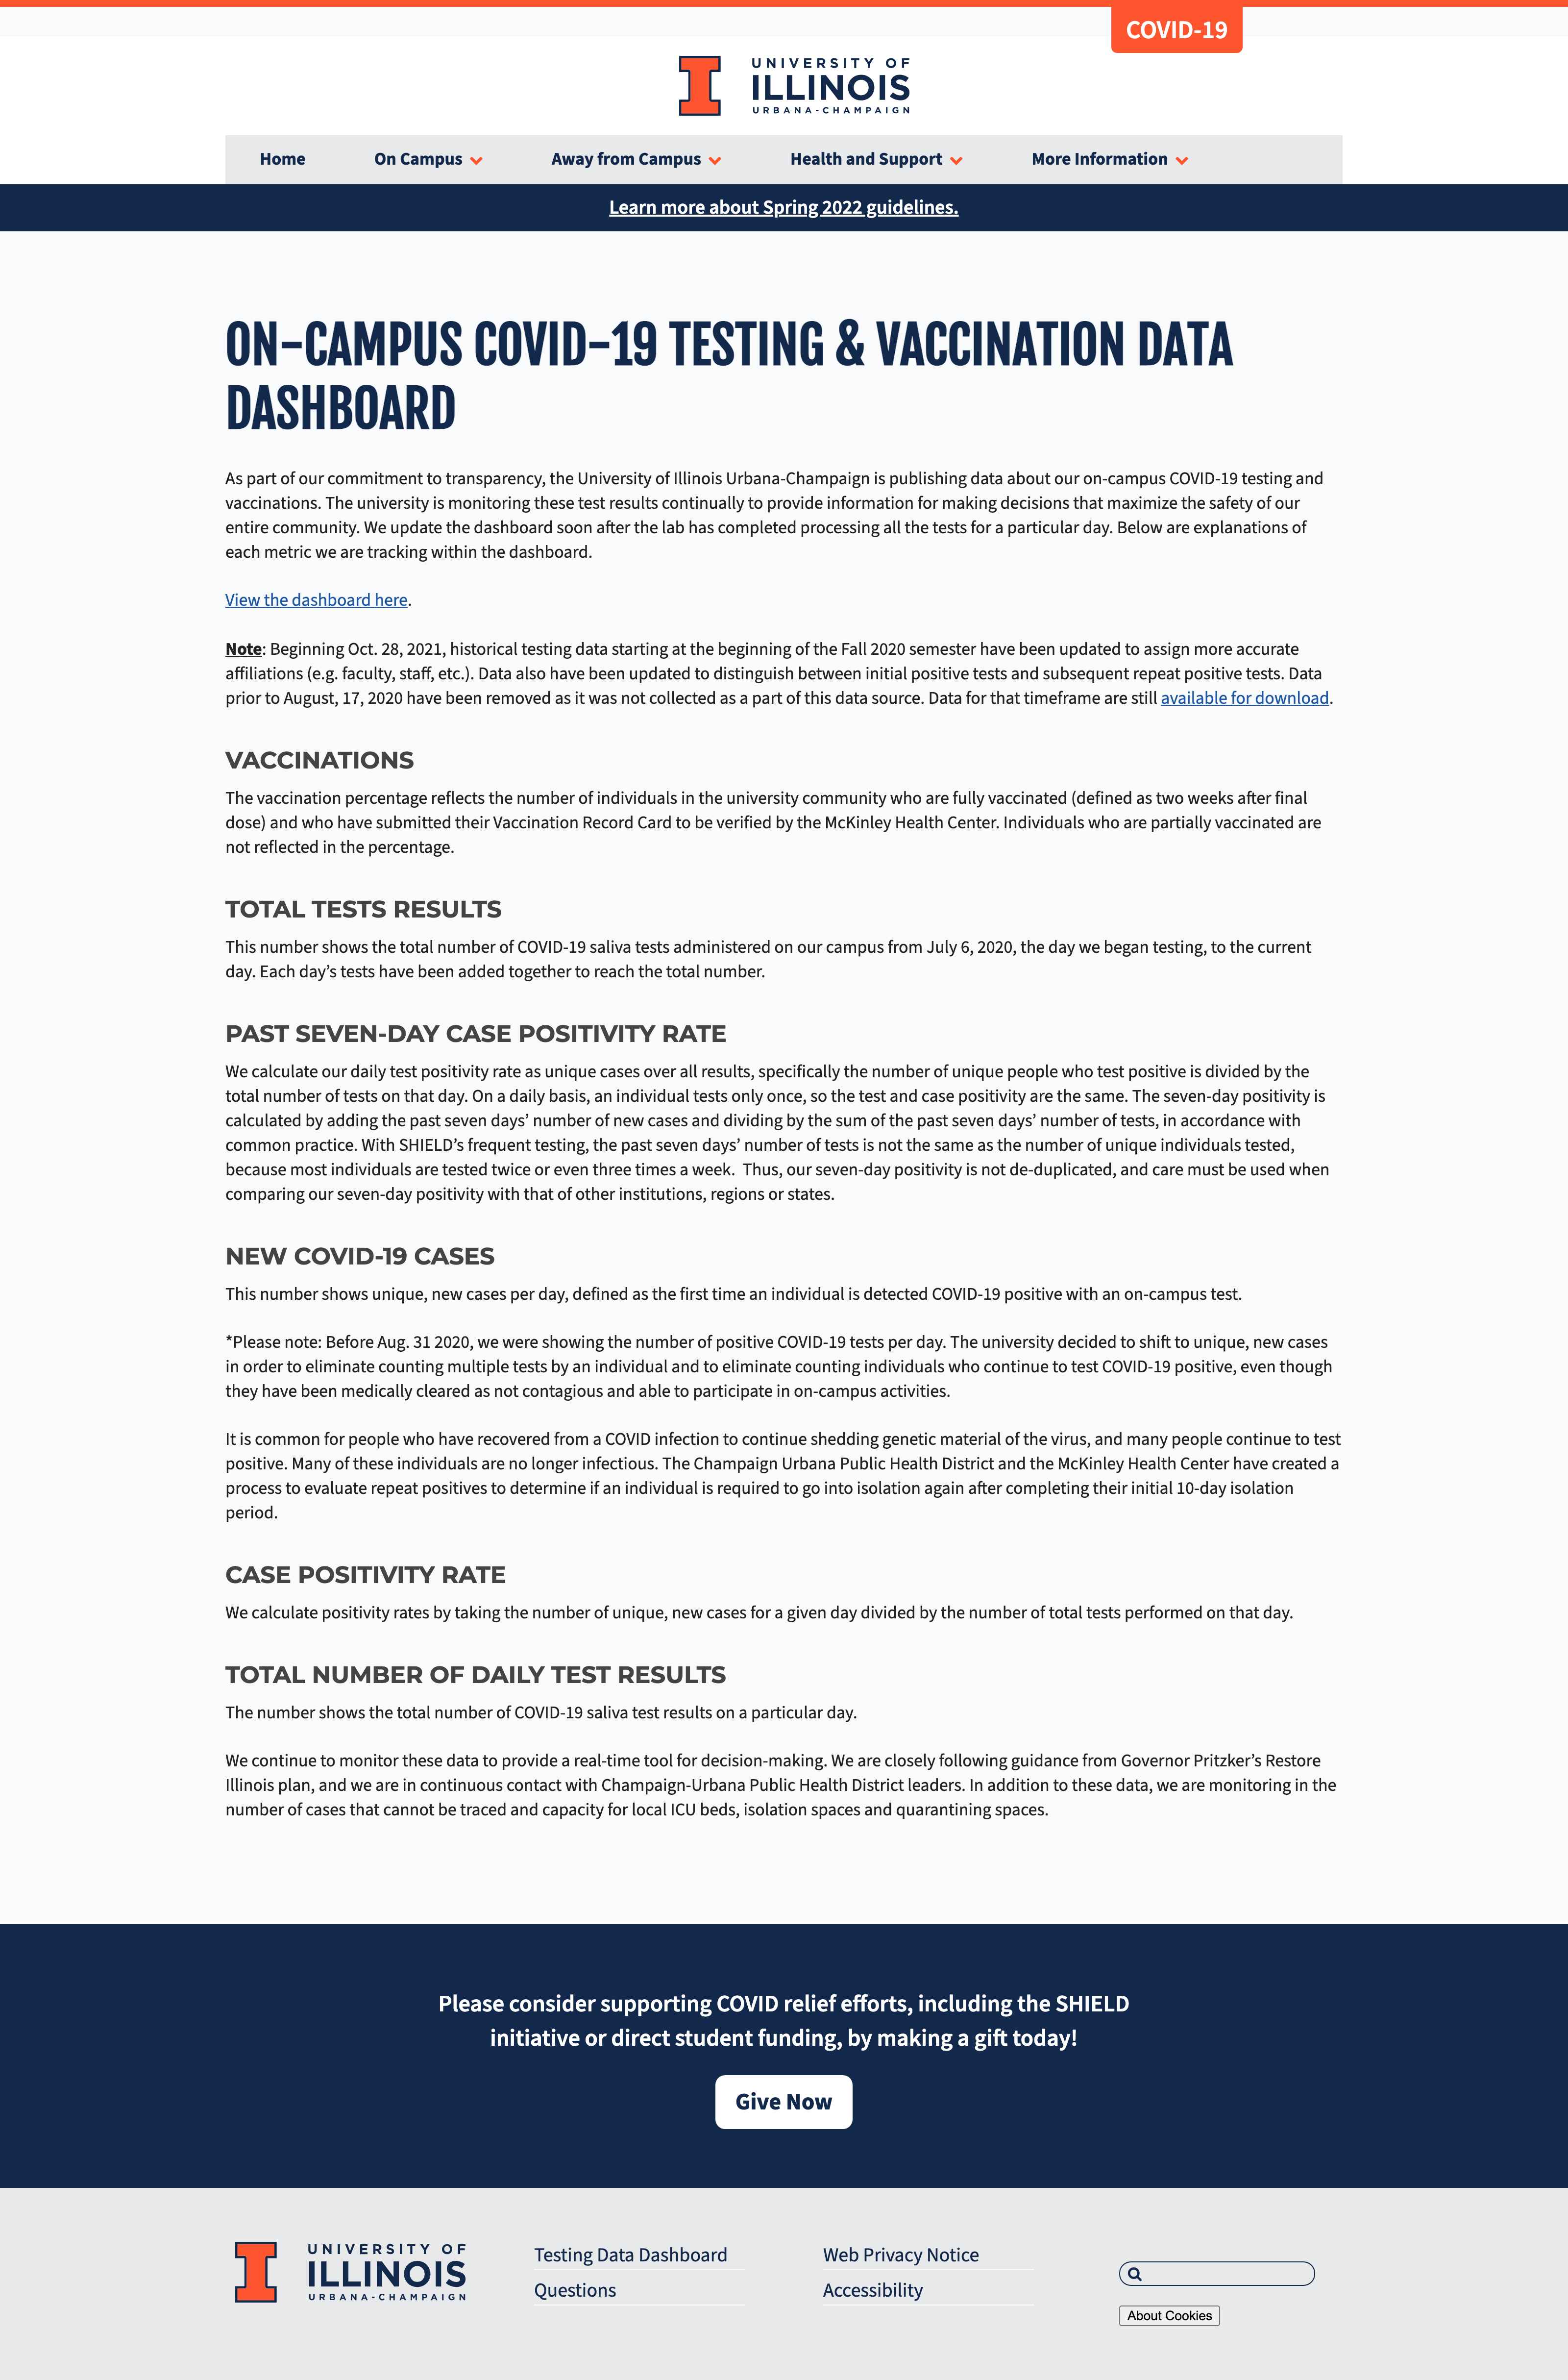 COVID-19
UNIVERSITY OF
ILLINOIS
URBANA-CHAMPAIGN
Home On Campus Away from Campus Health and Support More Information
Learn more about Spring 2022 guidelines.
ON-CAMPUS COVID-19 TESTING & VACCINATION DATA
DASHBOARD
As part of our commitment to transparency, the University of Illinois Urbana-Champaign is publishing data about our on-campus COVID-19 testing and
vaccinations. The university is monitoring these test results continually to provide information for making decisions that maximize the safety of our
entire community. We update the dashboard soon after the lab has completed processing all the tests for a particular day. Below are explanations of
each metric we are tracking within the dashboard.
View the dashboard here.
Note: Beginning Oct. 28, 2021, historical testing data starting at the beginning of the Fall 2020 semester have been updated to assign more accurate
affiliations (e.g. faculty, staff, etc.). Data also have been updated to distinguish between initial positive tests and subsequent repeat positive tests. Data
prior to August, 17, 2020 have been removed as it was not collected as a part of this data source. Data for that timeframe are still available for download.
VACCINATIONS
The vaccination percentage reflects the number of individuals in the university community who are fully vaccinated (defined as two weeks after final
dose) and who have submitted their Vaccination Record Card to be verified by the McKinley Health Center. Individuals who are partially vaccinated are
not reflected in the percentage.
TOTAL TESTS RESULTS
This number shows the total number of COVID-19 saliva tests administered on our campus from July 6, 2020, the day we began testing, to the current
day. Each day’s tests have been added together to reach the total number.
PAST SEVEN-DAY CASE POSITIVITY RATE
We calculate our daily test positivity rate as unique cases over all results, specifically the number of unique people who test positive is divided by the
total number of tests on that day. On a daily basis, an individual tests only once, so the test and case positivity are the same. The seven-day positivity is
calculated by adding the past seven days’ number of new cases and dividing by the sum of the past seven days’ number of tests, in accordance with
common practice. With SHIELD’s frequent testing, the past seven days’ number of tests is not the same as the number of unique individuals tested,
because most individuals are tested twice or even three times a week. Thus, our seven-day positivity is not de-duplicated, and care must be used when
comparing our seven-day positivity with that of other institutions, regions or states.
NEW COVID-19 CASES
This number shows unique, new cases per day, defined as the first time an individual is detected COVID-19 positive with an on-campus test.
*Please note: Before Aug. 31 2020, we were showing the number of positive COVID-19 tests per day. The university decided to shift to unique, new cases
in order to eliminate counting multiple tests by an individual and to eliminate counting individuals who continue to test COVID-19 positive, even though
they have been medically cleared as not contagious and able to participate in on-campus activities.
It is common for people who have recovered from a COVID infection to continue shedding genetic material of the virus, and many people continue to test
positive. Many of these individuals are no longer infectious. The Champaign Urbana Public Health District and the McKinley Health Center have created a
process to evaluate repeat positives to determine if an individual is required to go into isolation again after completing their initial 10-day isolation
period.
CASE POSITIVITY RATE
We calculate positivity rates by taking the number of unique, new cases for a given day divided by the number of total tests performed on that day.
TOTAL NUMBER OF DAILY TEST RESULTS
The number shows the total number of COVID-19 saliva test results on a particular day.
We continue to monitor these data to provide a real-time tool for decision-making. We are closely following guidance from Governor Pritzker’s Restore
Illinois plan, and we are in continuous contact with Champaign-Urbana Public Health District leaders. In addition to these data, we are monitoring in the
number of cases that cannot be traced and capacity for local ICU beds, isolation spaces and quarantining spaces.
Please consider supporting COVID relief efforts, including the SHIELD
initiative or direct student funding, by making a gift today!
Give Now
UNIVERSITY OF
ILLINOIS
URBANA-CHAMPAIGN
Testing Data Dashboard
Questions
Web Privacy Notice
Accessibility
About Cookies